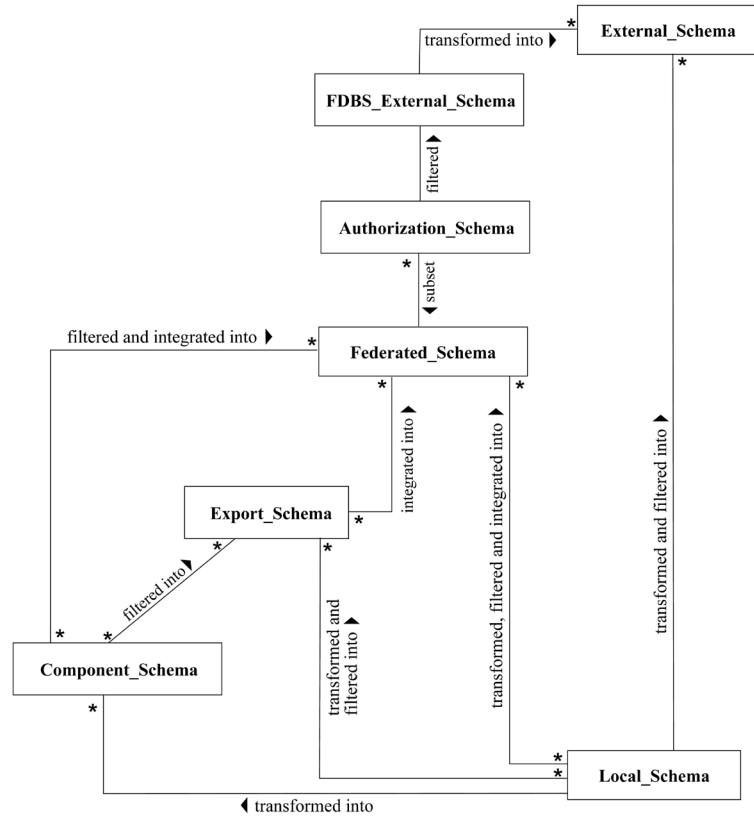 transformed into ▶
*
External_Schema
*
FDBS_External_Schema
filtered ▶
Authorization_Schema
*
◀ subset
filtered and integrated into ▶
*
Federated_Schema
*
*
integrated into ▶
transformed, filtered and integrated into ▶
transformed and filtered into ▶
Export_Schema
*
*
*
filtered into ▶
transformed and
filtered into ▶
*
*
Component_Schema
*
*
*
Local_Schema
◀ transformed into